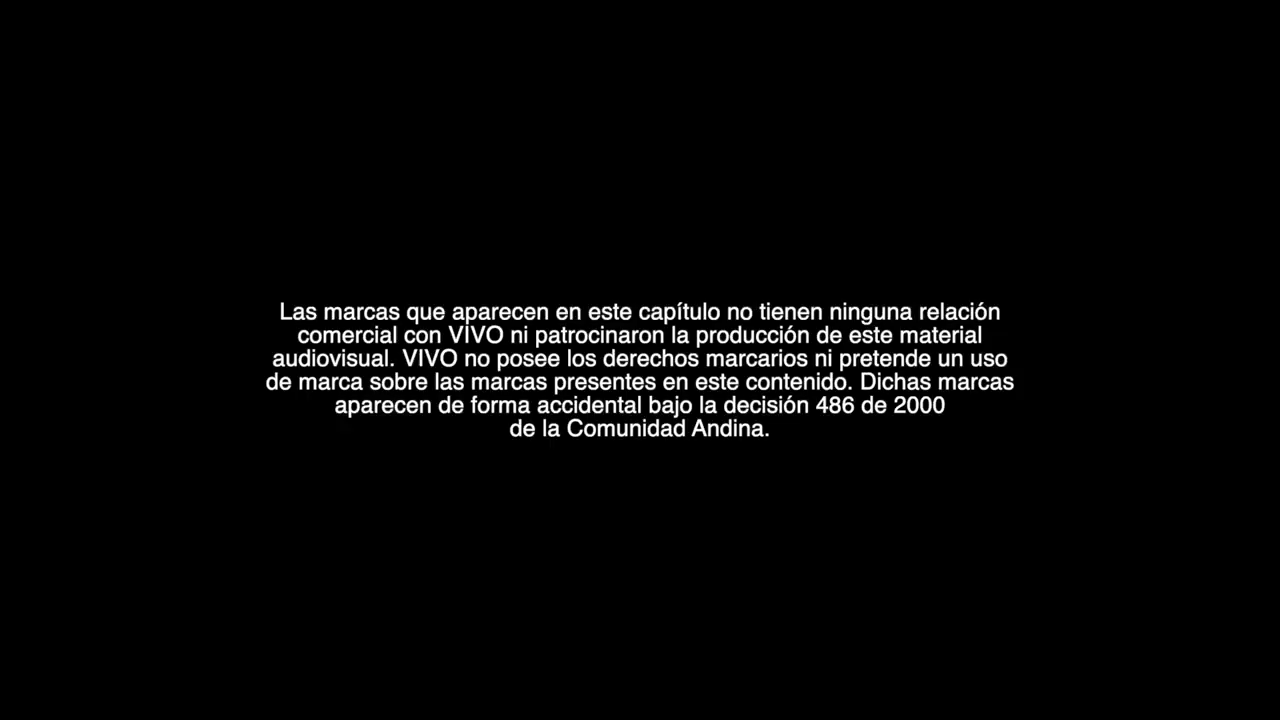 Las marcas que aparecen en este capítulo no tienen ninguna relación
comercial con VIVO ni patrocinaron la producción de este material
audiovisual. VIVO no posee los derechos marcarios ni pretende un uso
de marca sobre las marcas presentes en este contenido. Dichas marcas
aparecen de forma accidental bajo la decisión 486 de 2000
de la Comunidad Andina.